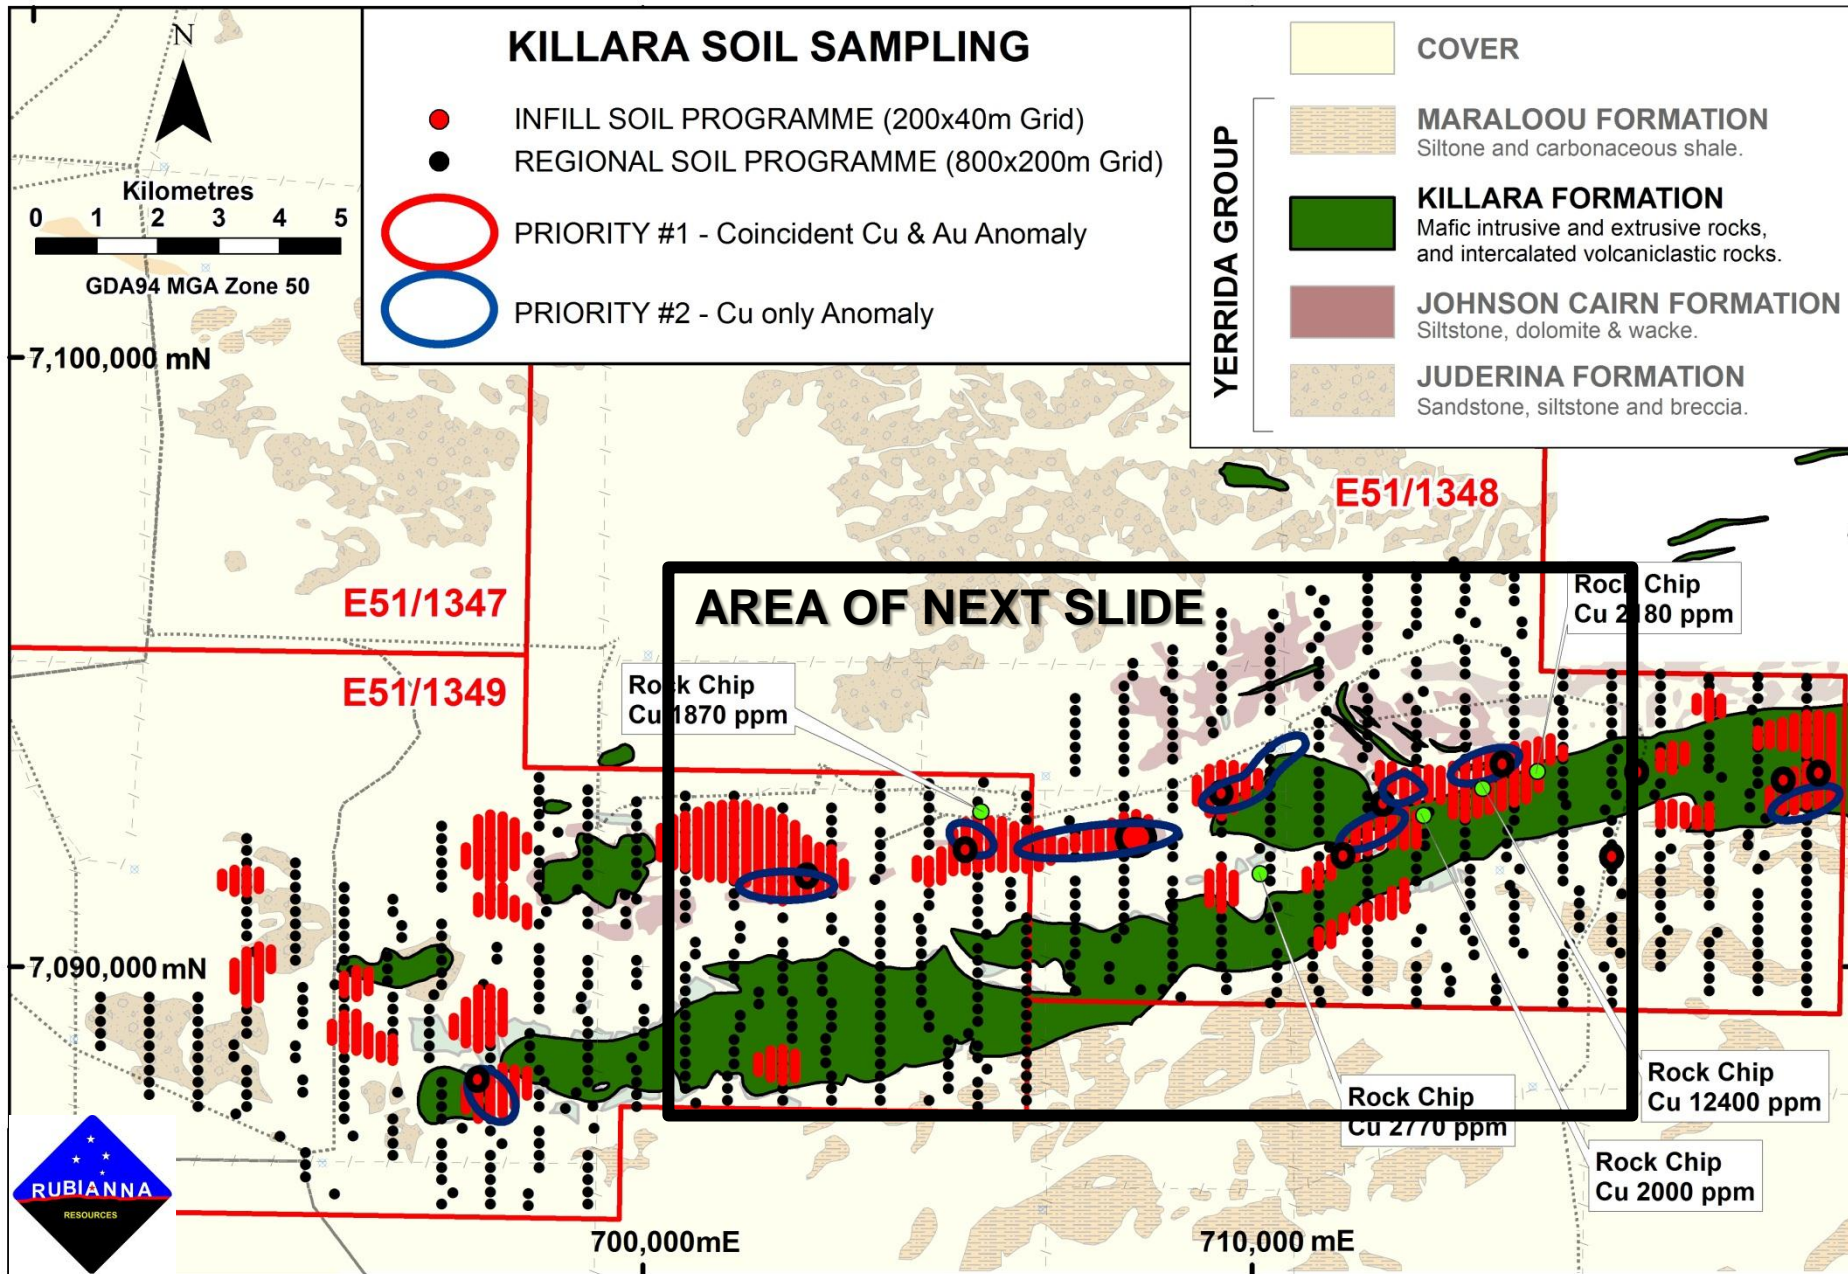 N
Kilometres
0 1 2 3 4 5
GDA94 MGA Zone 50
KILLARA SOIL SAMPLING
INFILL SOIL PROGRAMME (200x40m Grid)
REGIONAL SOIL PROGRAMME (800x200m Grid)
PRIORITY #1 - Coincident Cu & Au Anomaly
PRIORITY #2 - Cu only Anomaly
COVER
YERRIDA GROUP
MARALOOU FORMATION
Siltone and carbonaceous shale.
KILLARA FORMATION
Mafic intrusive and extrusive rocks,
and intercalated volcaniclastic rocks.
JOHNSON CAIRN FORMATION
Siltstone, dolomite & wacke.
JUDERINA FORMATION
Sandstone, siltstone and breccia.
7,100,000 mN
E51/1348
E51/1347
AREA OF NEXT SLIDE
Rock Chip
Cu 2180 ppm
E51/1349
Rock Chip
Cu 1870 ppm
7,090,000 mN
Rock Chip
Cu 12400 ppm
Rock Chip
Cu 2770 ppm
Rock Chip
Cu 2000 ppm
RUBIANNA
RESOURCES
700,000mE
710,000 mE